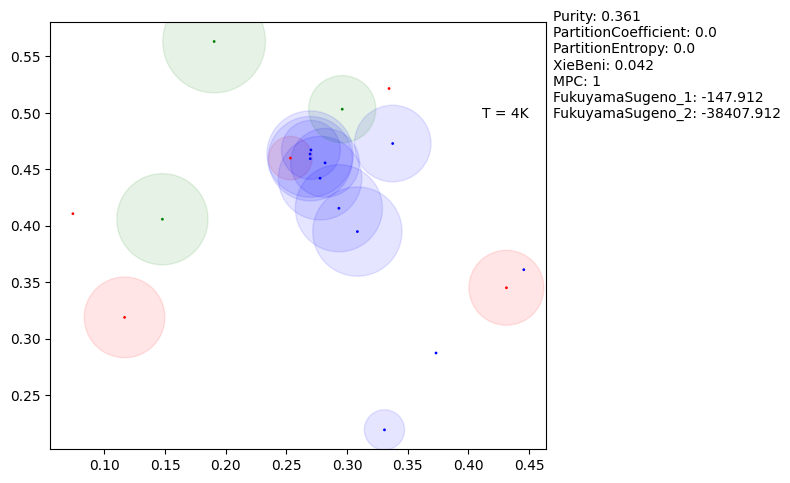 Purity: 0.361
PartitionCoefficient: 0.0
PartitionEntropy: 0.0
XieBeni: 0.042
MPC: 1
FukuyamaSugeno_1: -147.912
FukuyamaSugeno_2: -38407.912
T = 4K
0.55
0.50
0.45
0.40
0.35
0.30
0.25
0.10 0.15 0.20 0.25 0.30 0.35 0.40 0.45